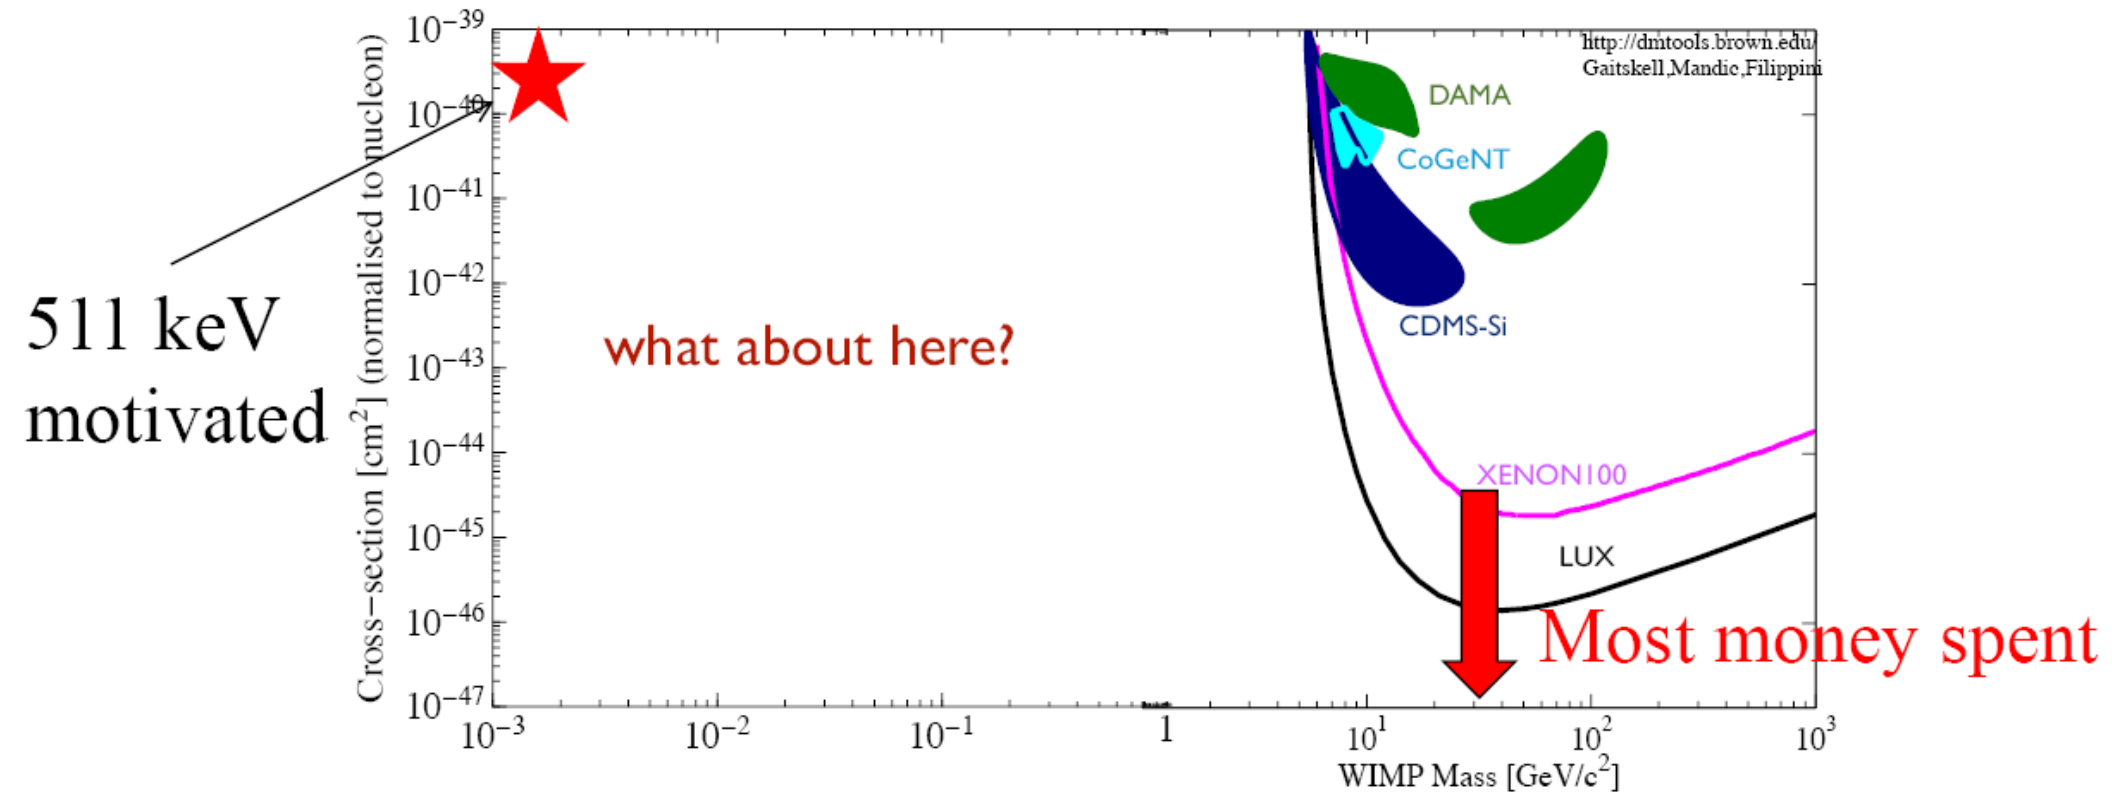 10⁻³⁹
10⁻⁴⁰
10⁻⁴¹
10⁻⁴²
10⁻⁴³
10⁻⁴⁴
10⁻⁴⁵
10⁻⁴⁶
10⁻⁴⁷
Cross−section [cm²] (normalised to nucleon)
http://dmtools.brown.edu/
Gaitskell,Mandic,Filippini
DAMA
CoGeNT
CDMS-Si
511 keV
motivated
what about here?
XENON100
LUX
Most money spent
10⁻³ 10⁻² 10⁻¹ 1 10¹ 10² 10³
WIMP Mass [GeV/c²]